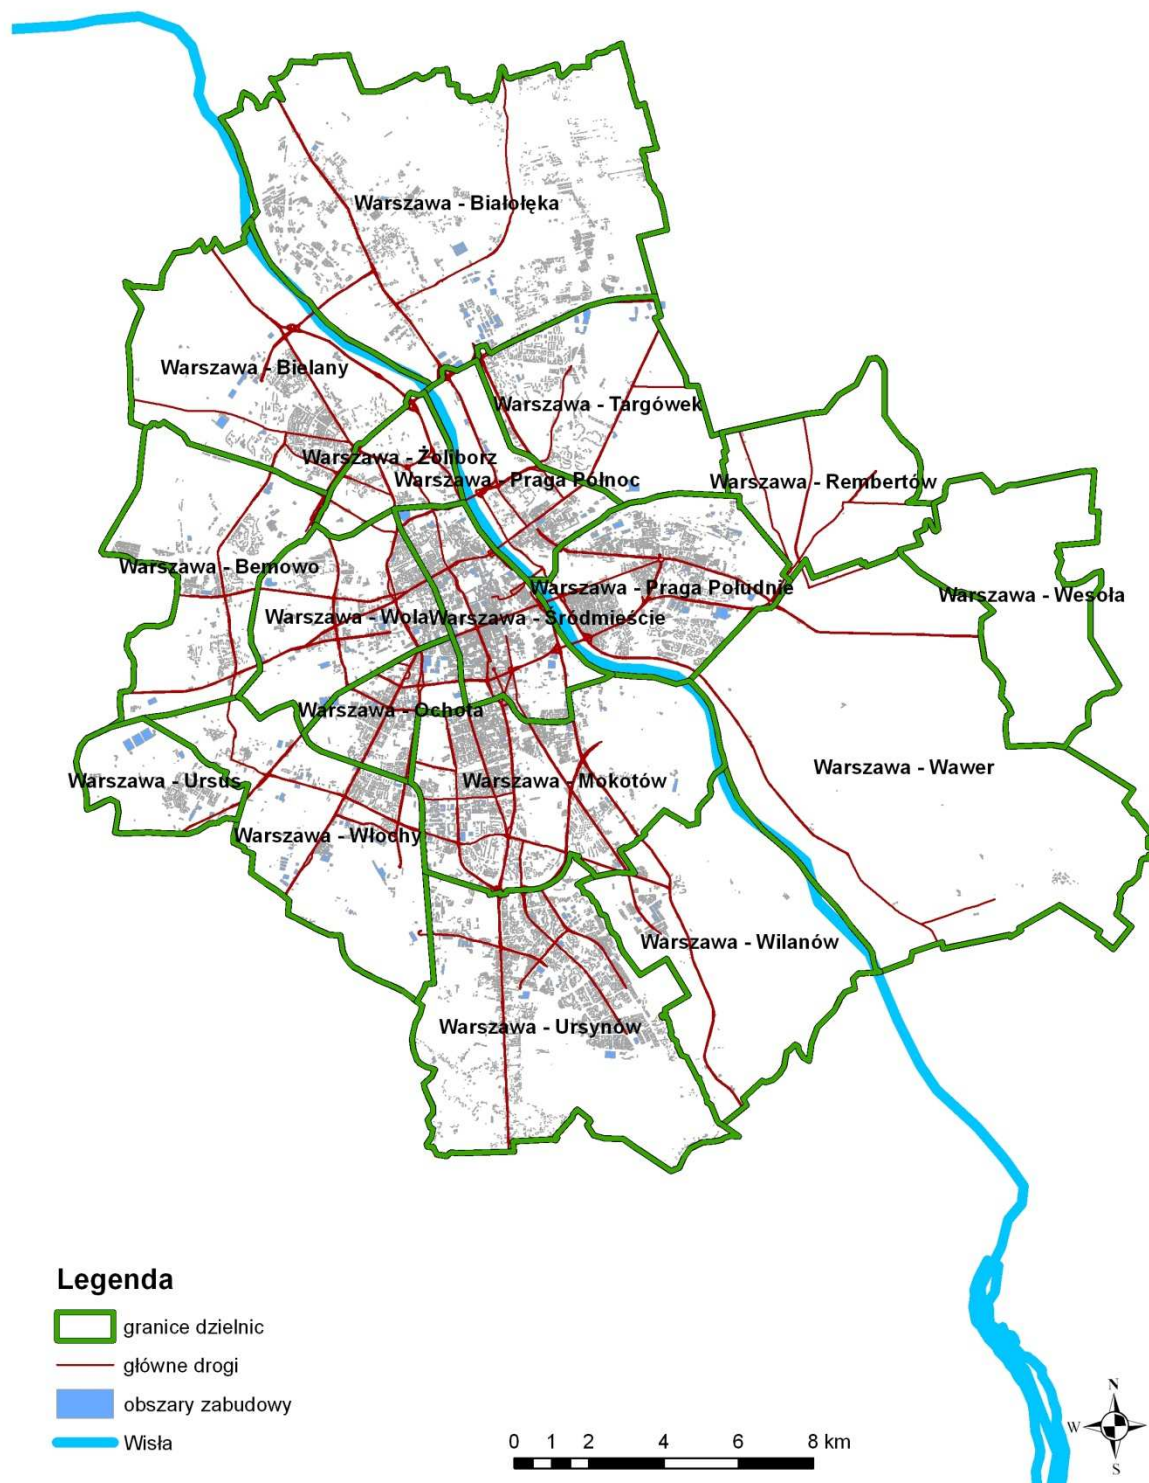 Warszawa - Białołęka
Warszawa - Bielany
Warszawa - Targówek
Warszawa - Żoliborz
Warszawa - Praga Północ
Warszawa - Rembertów
Warszawa - Bemowo
Warszawa - Praga Południe
Warszawa - Wesoła
Warszawa - Wola
Warszawa - Śródmieście
Warszawa - Ochota
Warszawa - Ursus
Warszawa - Mokotów
Warszawa - Wawer
Warszawa - Włochy
Warszawa - Wilanów
Warszawa - Ursynów
Legenda
granice dzielnic
główne drogi
obszary zabudowy
Wisła
0 1 2 4 6 8 km
N
W
S